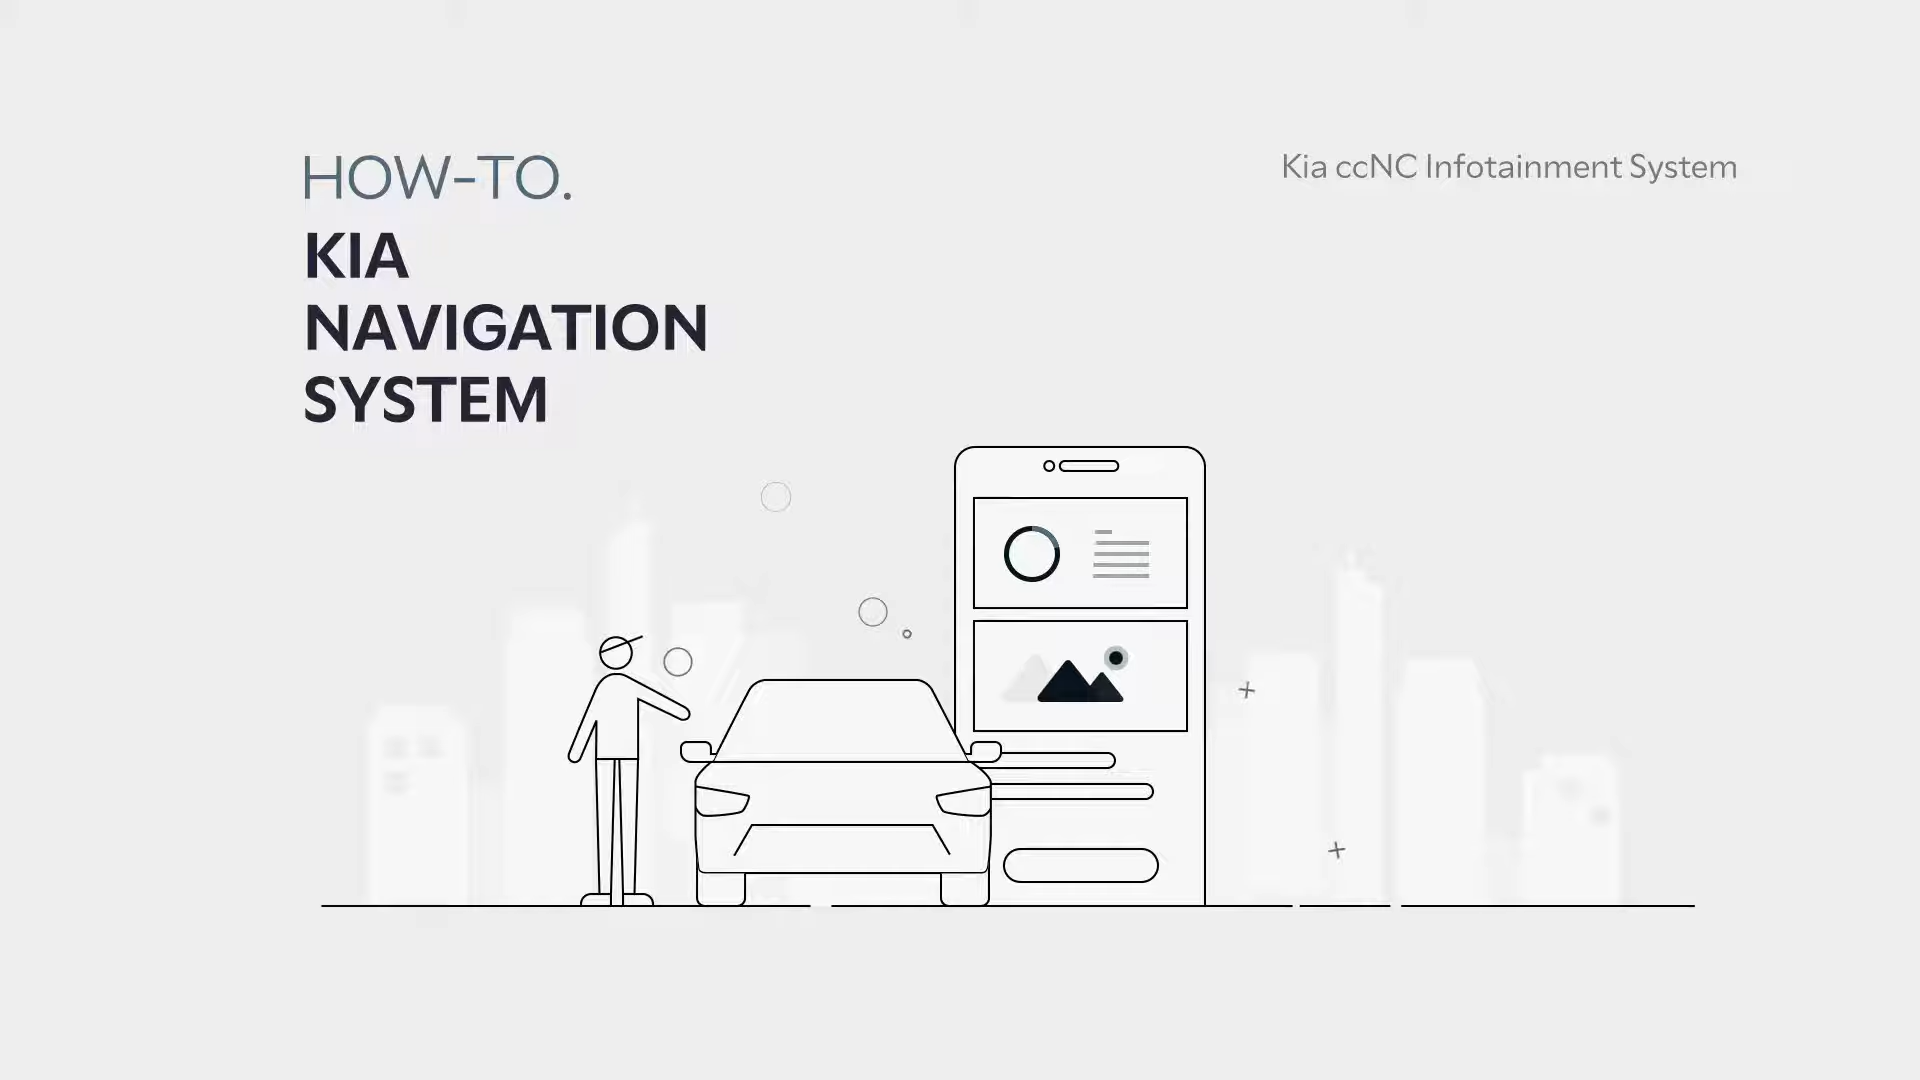 HOW-TO.
KIA
NAVIGATION
SYSTEM
Kia ccNC Infotainment System